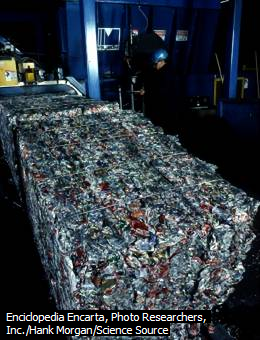 Enciclopedia Encarta, Photo Researchers,
Inc./Hank Morgan/Science Source